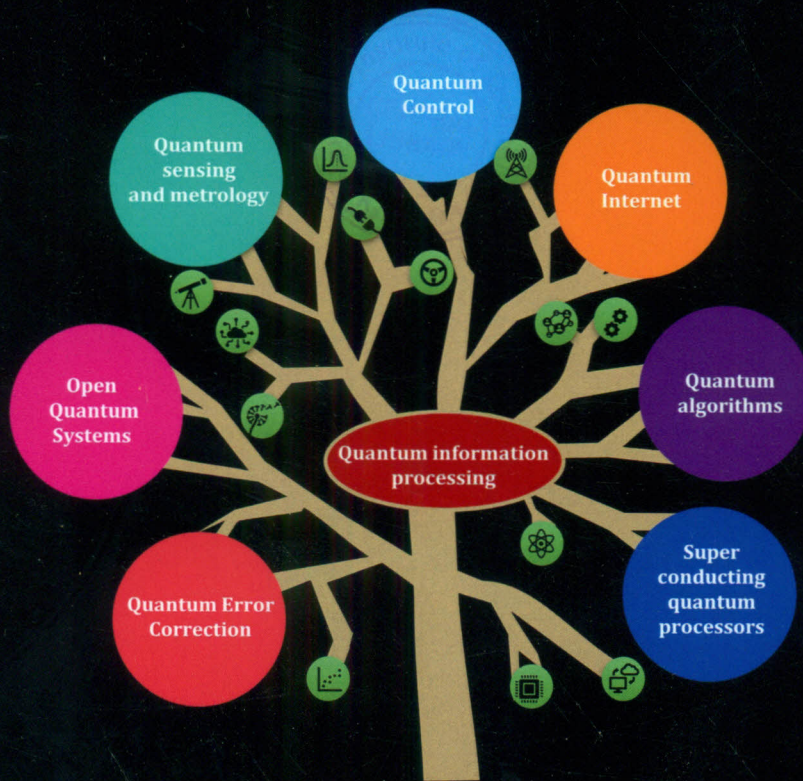 Quantum
Control
Quantum
sensing
and metrology
Quantum
Internet
Open
Quantum
Systems
Quantum
algorithms
Quantum information
processing
Super
conducting
quantum
processors
Quantum Error
Correction